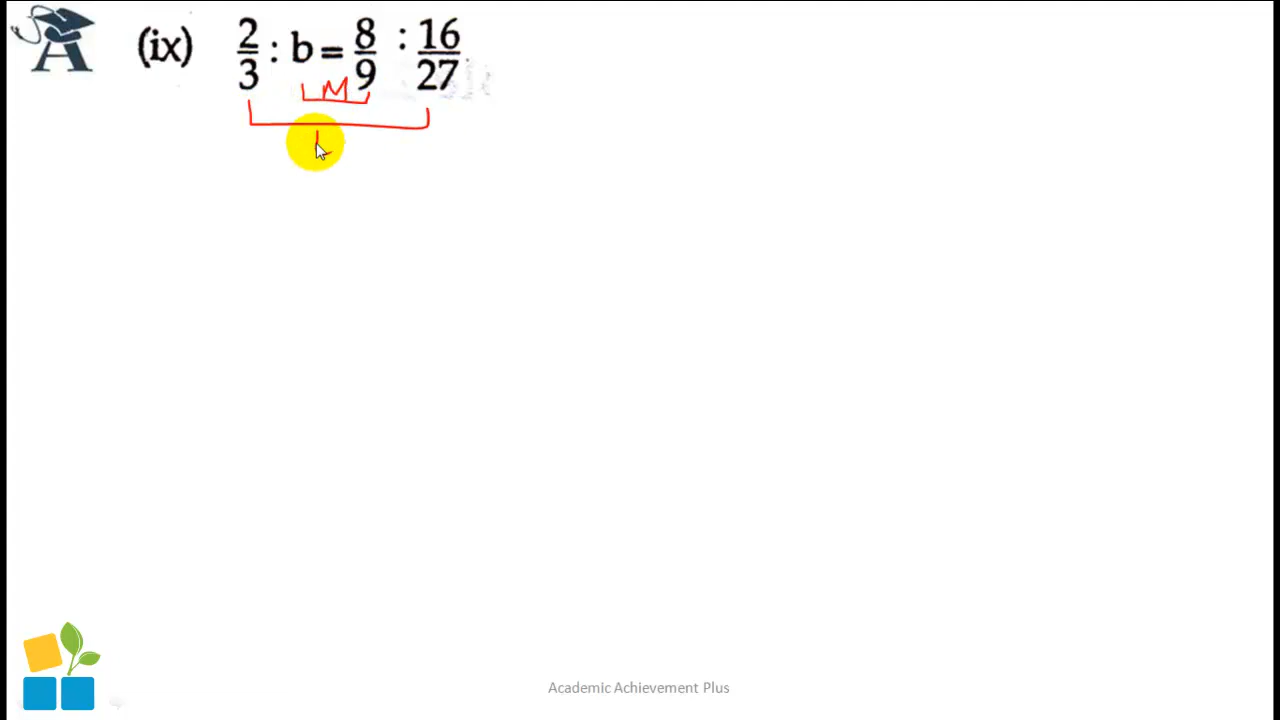 (ix) 2/3 : b = 8/9 : 16/27
M
Academic Achievement Plus